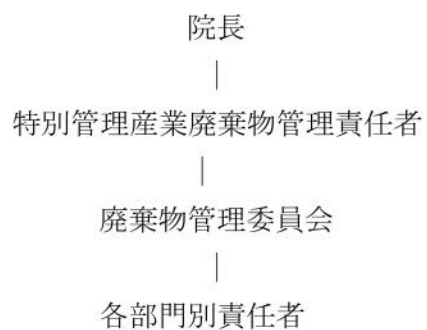 院長
特別管理産業廃棄物管理責任者
廃棄物管理委員会
各部門別責任者